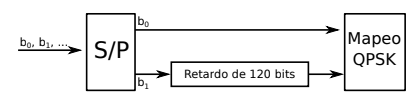 b₀
b₀, b₁, ...
S/P
Mapeo
QPSK
Retardo de 120 bits
b₁